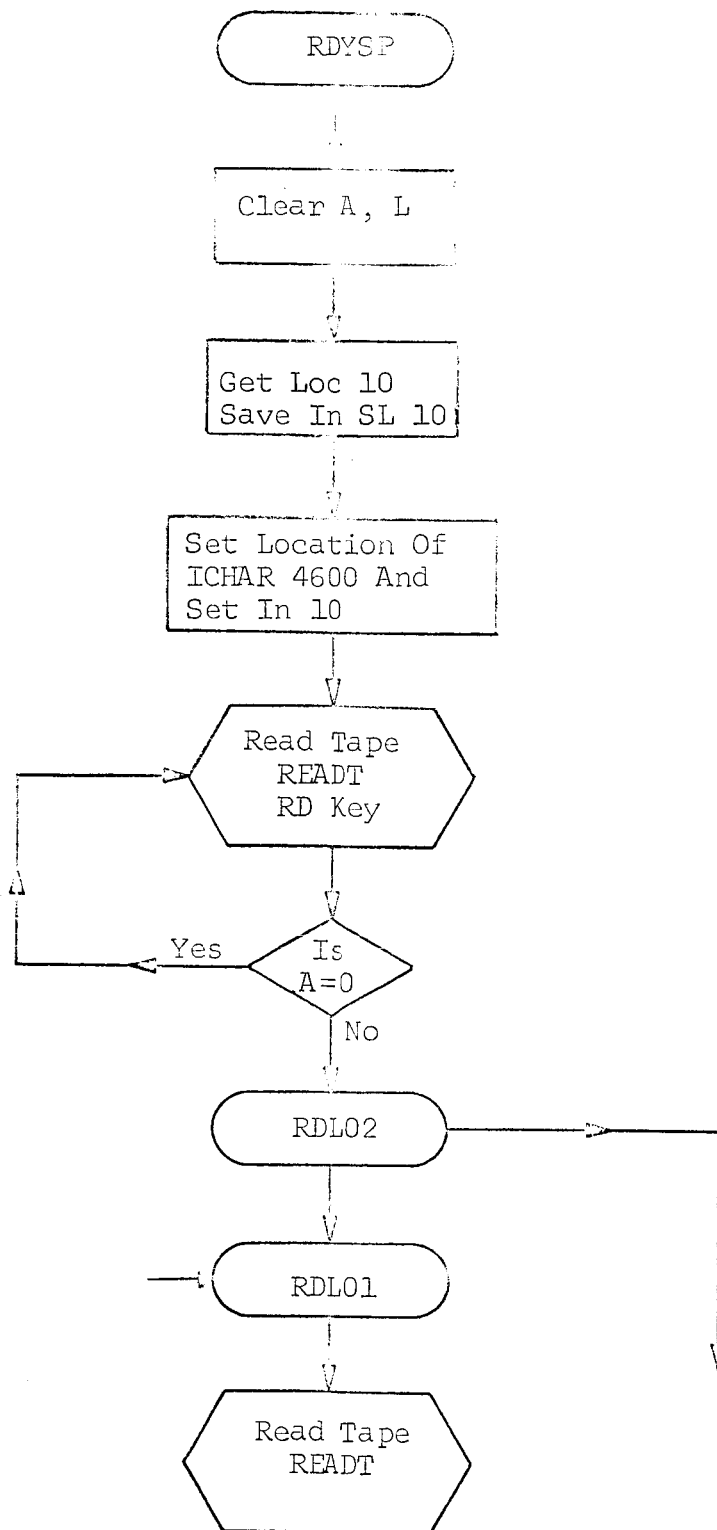 RDYSP
Clear A, L
Get Loc 10
Save In SL 10
Set Location Of
ICHAR 4600 And
Set In 10
Read Tape
READT
RD Key
Yes
Is
A=0
No
RDL02
RDL01
Read Tape
READT